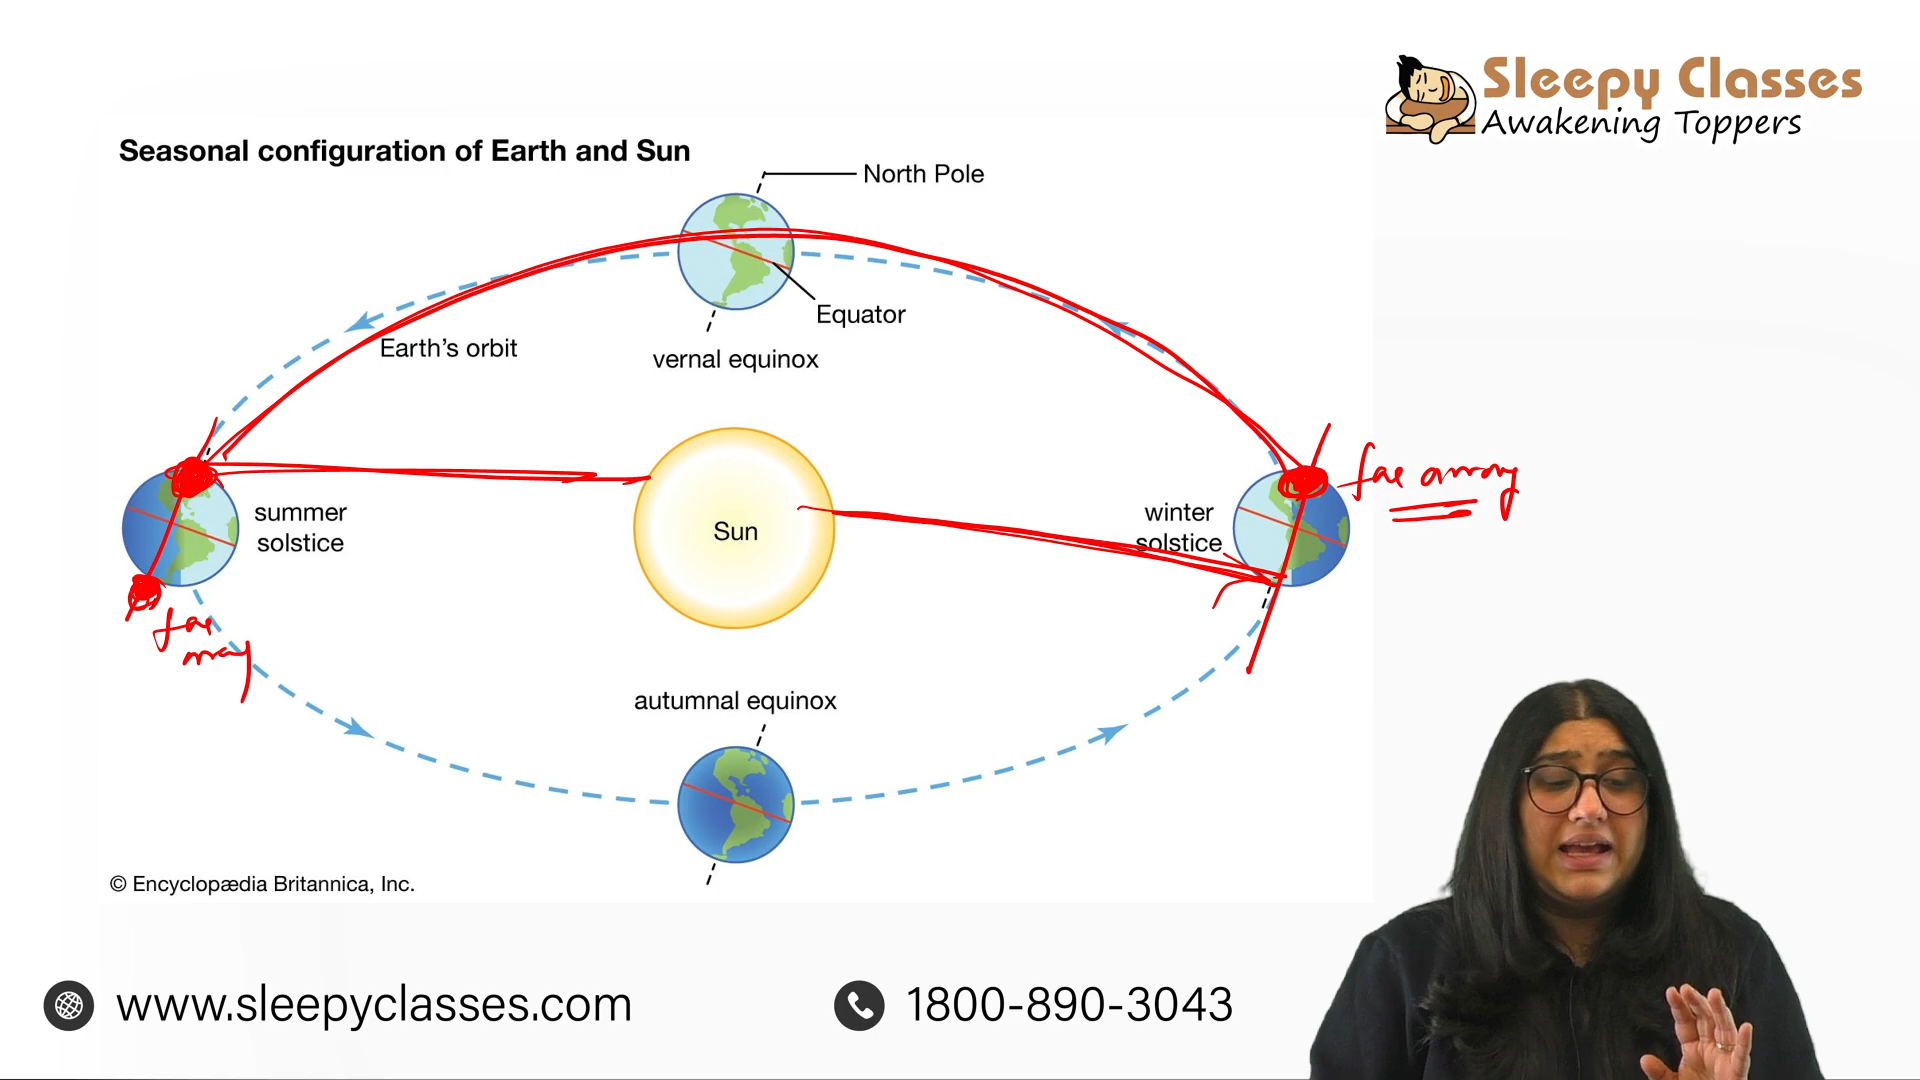 Sleepy Classes
Awakening Toppers
Seasonal configuration of Earth and Sun
North Pole
Equator
Earth's orbit
vernal equinox
summer
solstice
Sun
winter
solstice
far away
far
away
autumnal equinox
© Encyclopædia Britannica, Inc.
www.sleepyclasses.com
1800-890-3043